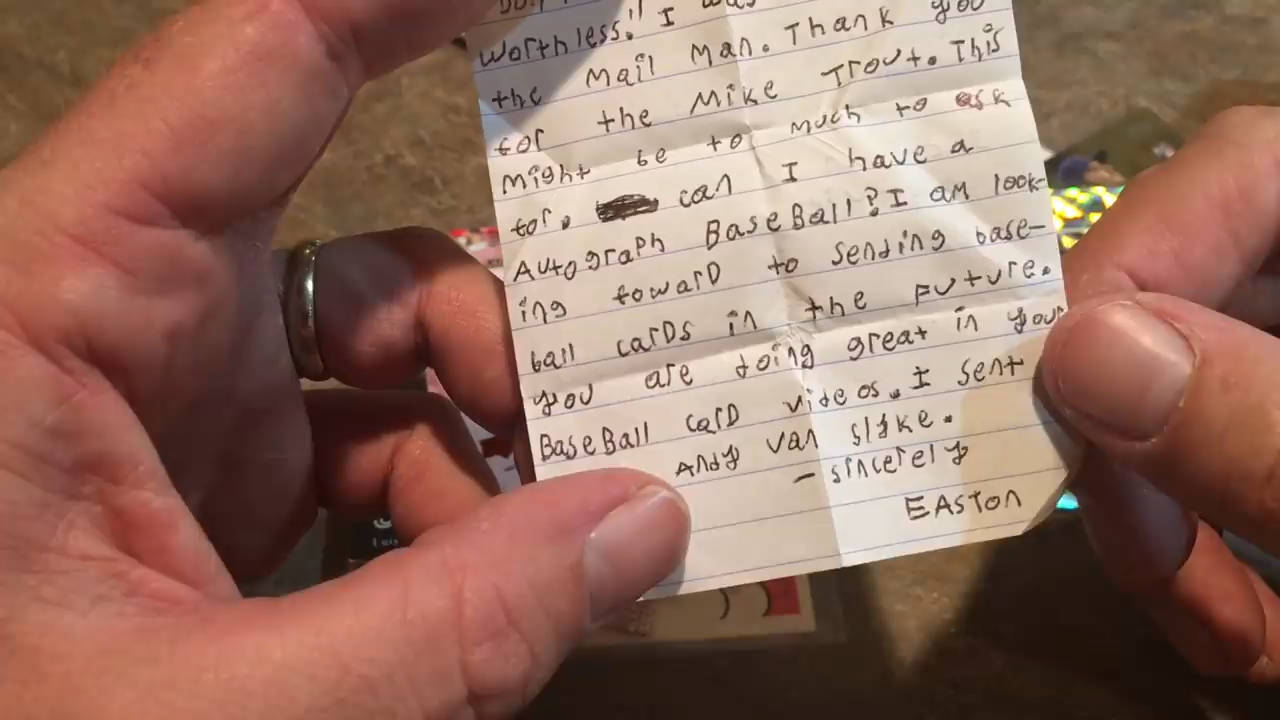 worthless!! I was
the Mail Man. Thank you
for the Mike Trout. This
Might be to much to ask
for. can I have a
Autograph BaseBall? I am look-
ing foward to sending base-
ball carDs in the FuTure.
you are doing great in your
BaseBall carD videos. I sent
Andy van slyke.
- sincerely
EASTon